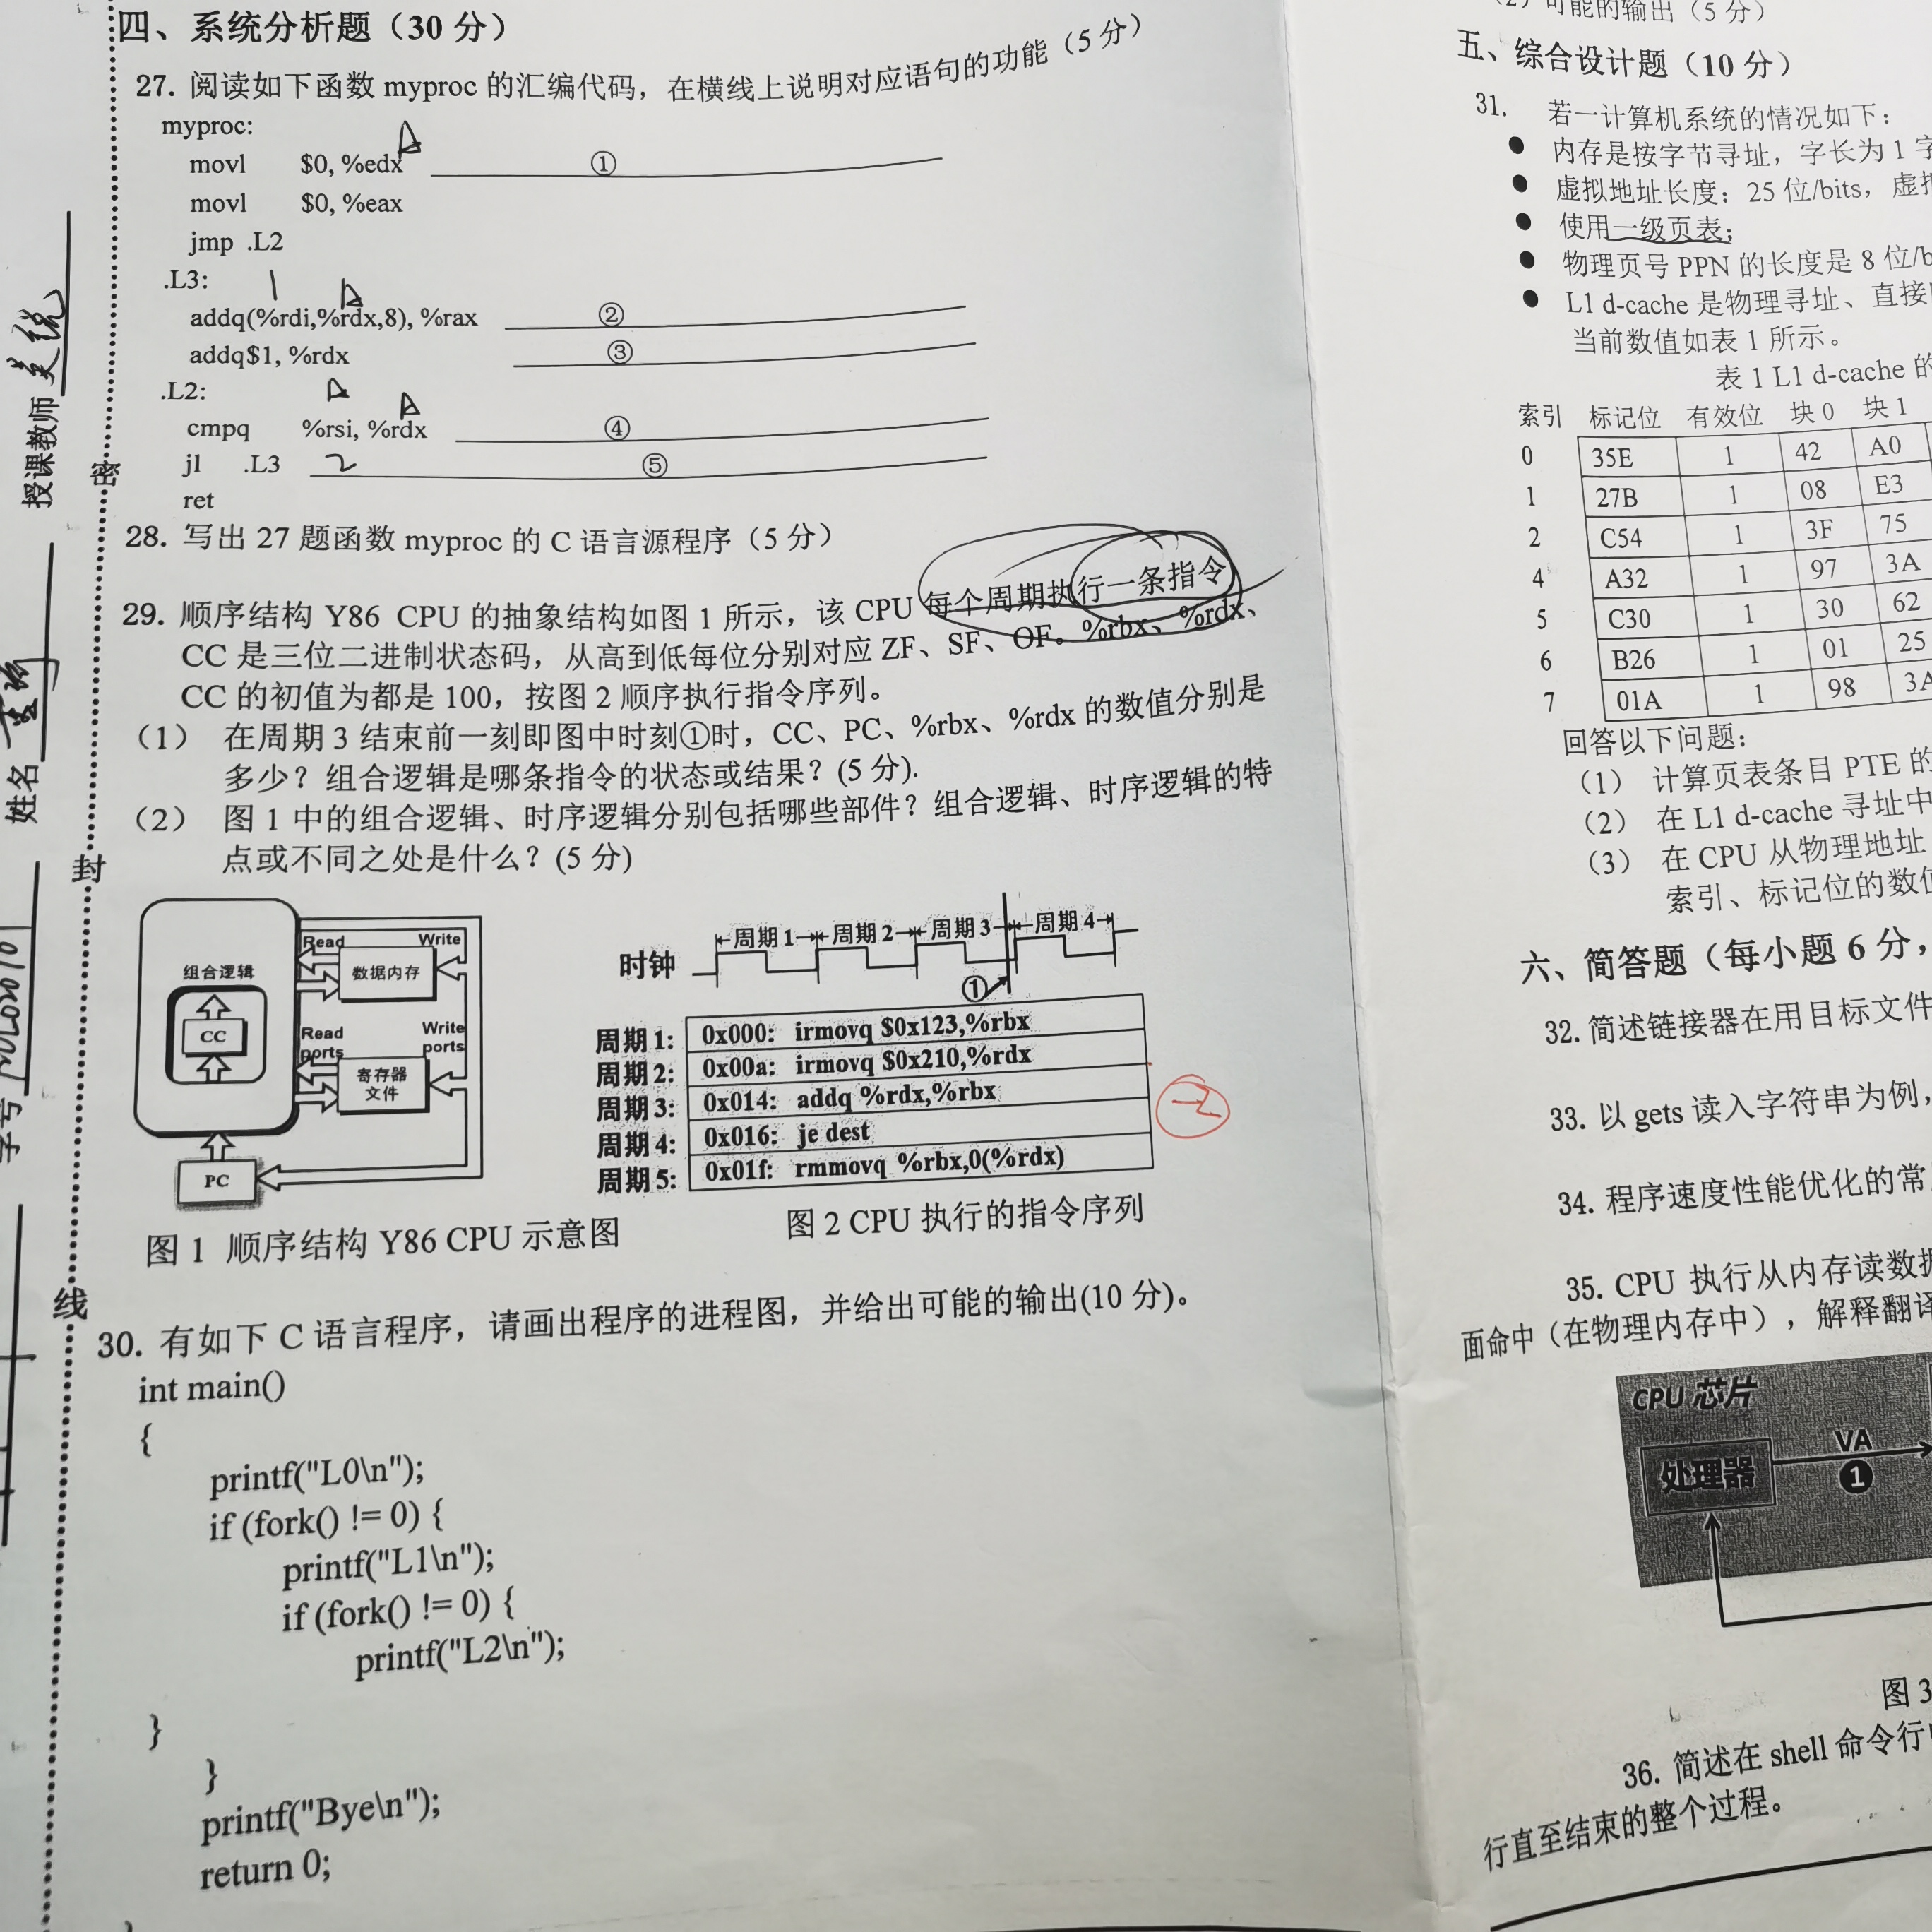 四、系统分析题（30 分）
27. 阅读如下函数 myproc 的汇编代码，在横线上说明对应语句的功能（5 分）
myproc:
movl $0, %edx ①
movl $0, %eax
jmp .L2
.L3:
addq(%rdi,%rdx,8), %rax ②
addq$1, %rdx ③
.L2:
cmpq %rsi, %rdx ④
jl .L3 ⑤
ret
28. 写出 27 题函数 myproc 的 C 语言源程序（5 分）
29. 顺序结构 Y86 CPU 的抽象结构如图 1 所示，该 CPU 每个周期执行一条指令
CC 是三位二进制状态码，从高到低每位分别对应 ZF、SF、OF。%rbx、%rdx、
CC 的初值为都是 100，按图 2 顺序执行指令序列。
（1） 在周期 3 结束前一刻即图中时刻①时，CC、PC、%rbx、%rdx 的数值分别是
多少？组合逻辑是哪条指令的状态或结果？(5 分).
（2） 图 1 中的组合逻辑、时序逻辑分别包括哪些部件？组合逻辑、时序逻辑的特
点或不同之处是什么？(5 分)
组合逻辑
CC
Read
Write
数据内存
Read
ports
Write
ports
寄存器
文件
PC
图 1 顺序结构 Y86 CPU 示意图
时钟
周期 1 周期 2 周期 3 周期 4
①
周期 1: 0x000: irmovq $0x123,%rbx
周期 2: 0x00a: irmovq $0x210,%rdx
周期 3: 0x014: addq %rdx,%rbx
周期 4: 0x016: je dest
周期 5: 0x01f: rmmovq %rbx,0(%rdx)
图 2 CPU 执行的指令序列
30. 有如下 C 语言程序，请画出程序的进程图，并给出可能的输出(10 分)。
int main()
{
printf("L0\n");
if (fork() != 0) {
printf("L1\n");
if (fork() != 0) {
printf("L2\n");
}
}
printf("Bye\n");
return 0;
}
授课教师
姓名
学号
密
封
线
可能的输出（5 分）
五、综合设计题（10 分）
31. 若一计算机系统的情况如下：
● 内存是按字节寻址，字长为 1 字
● 虚拟地址长度：25 位/bits，虚拟
● 使用一级页表；
● 物理页号 PPN 的长度是 8 位/b
● L1 d-cache 是物理寻址、直接
当前数值如表 1 所示。
表 1 L1 d-cache 的
索引 标记位 有效位 块 0 块 1
0 35E 1 42 A0
1 27B 1 08 E3
2 C54 1 3F 75
4 A32 1 97 3A
5 C30 1 30 62
6 B26 1 01 25
7 01A 1 98 3A
回答以下问题：
（1） 计算页表条目 PTE 的
（2） 在 L1 d-cache 寻址中
（3） 在 CPU 从物理地址
索引、标记位的数值
六、简答题（每小题 6 分，
32. 简述链接器在用目标文件
33. 以 gets 读入字符串为例，
34. 程序速度性能优化的常
35. CPU 执行从内存读数据
面命中（在物理内存中），解释翻译
CPU 芯片
处理器
VA
1
图 3
36. 简述在 shell 命令行
行直至结束的整个过程。